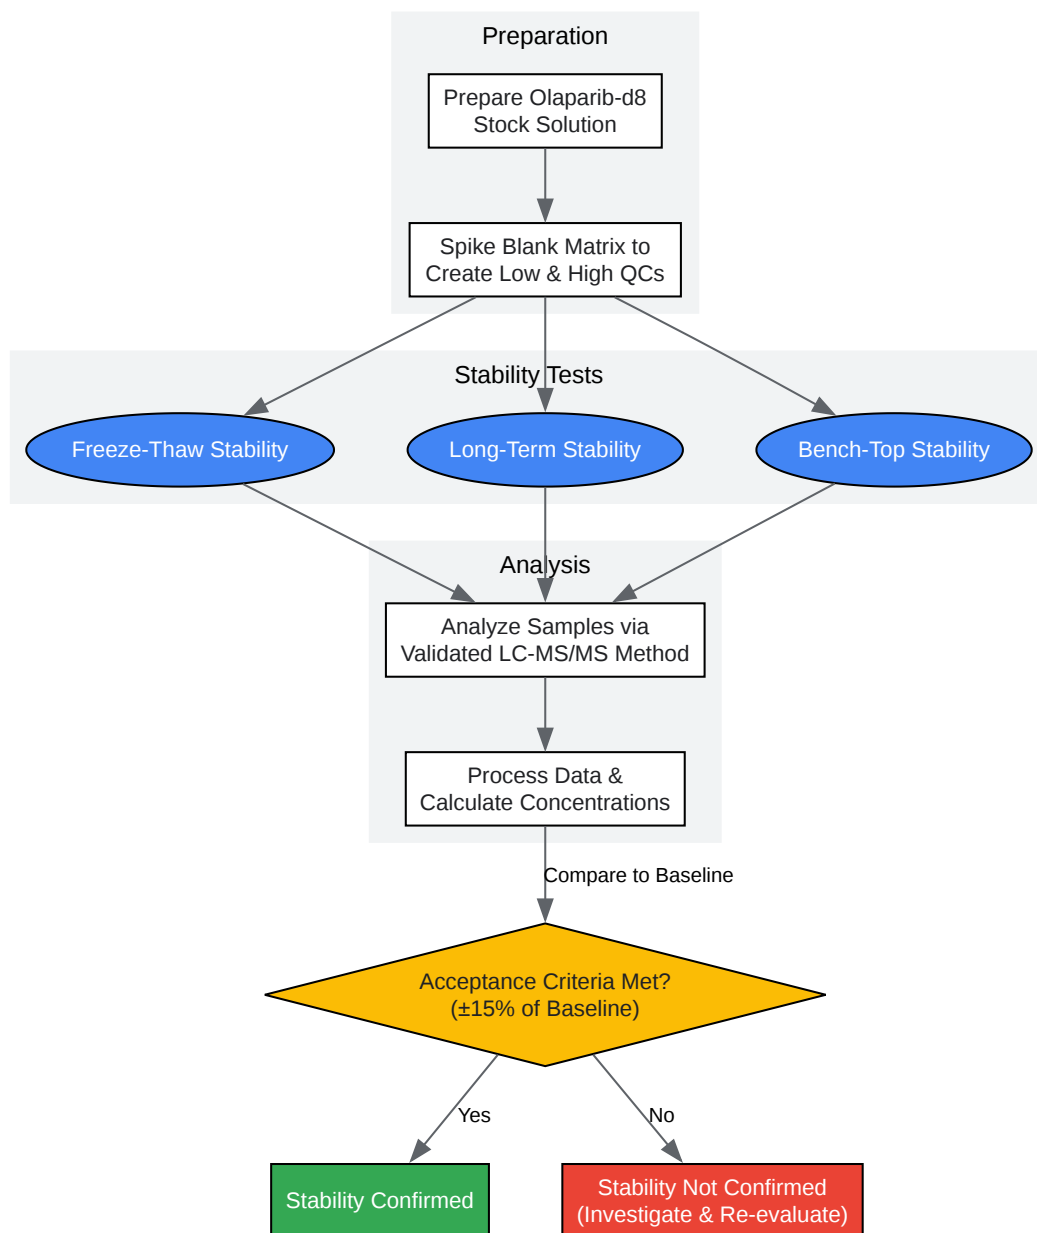 Preparation
Prepare Olaparib-d8
Stock Solution
Spike Blank Matrix to
Create Low & High QCs
Stability Tests
Freeze-Thaw Stability
Long-Term Stability
Bench-Top Stability
Analysis
Analyze Samples via
Validated LC-MS/MS Method
Process Data &
Calculate Concentrations
Compare to Baseline
Acceptance Criteria Met?
(±15% of Baseline)
Yes
No
Stability Confirmed
Stability Not Confirmed
(Investigate & Re-evaluate)